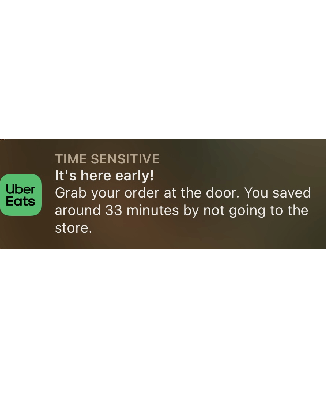 TIME SENSITIVE
It's here early!
Uber
Eats
Grab your order at the door. You saved
around 33 minutes by not going to the
store.